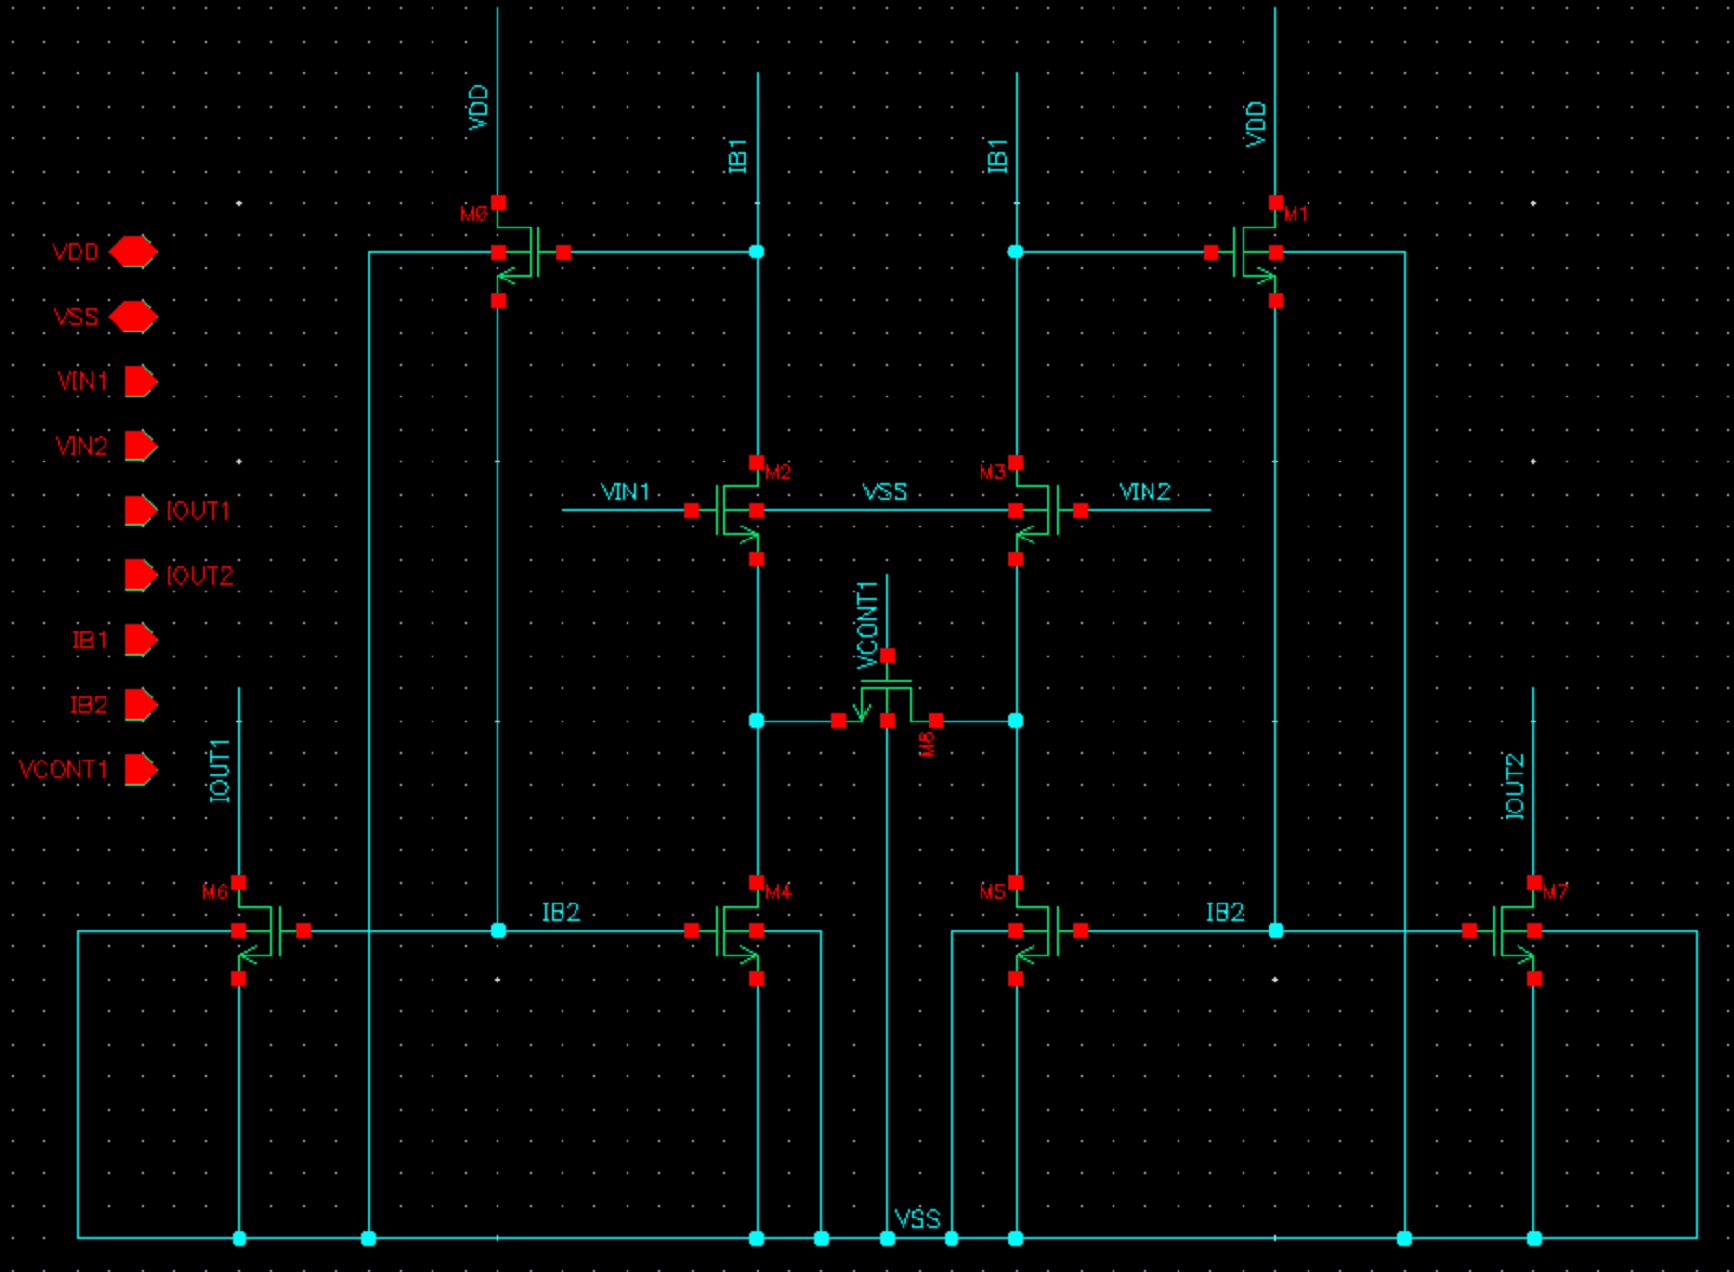 VDD
IB1
IB1
VDD
M0
M1
VDD
VSS
VIN1
VIN2
IOUT1
IOUT2
IB1
IB2
VCONT1
M2
M3
VIN1
VSS
VIN2
VCONT1
M8
IOUT1
IOUT2
M6
M4
M5
M7
IB2
IB2
VSS